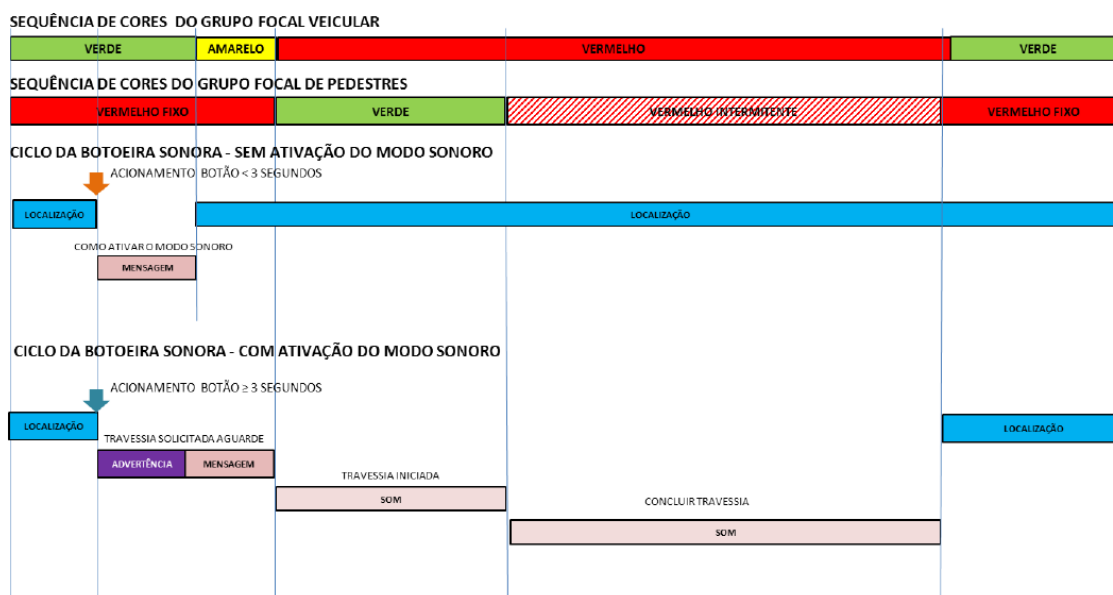 SEQUÊNCIA DE CORES DO GRUPO FOCAL VEICULAR
VERDE AMARELO VERMELHO VERDE
SEQUÊNCIA DE CORES DO GRUPO FOCAL DE PEDESTRES
VERMELHO FIXO VERDE VERMELHO INTERMITENTE VERMELHO FIXO
CICLO DA BOTOEIRA SONORA - SEM ATIVAÇÃO DO MODO SONORO
ACIONAMENTO BOTÃO < 3 SEGUNDOS
LOCALIZAÇÃO LOCALIZAÇÃO
COMO ATIVAR O MODO SONORO
MENSAGEM
CICLO DA BOTOEIRA SONORA - COM ATIVAÇÃO DO MODO SONORO
ACIONAMENTO BOTÃO ≥ 3 SEGUNDOS
LOCALIZAÇÃO LOCALIZAÇÃO
TRAVESSIA SOLICITADA AGUARDE
ADVERTÊNCIA MENSAGEM
TRAVESSIA INICIADA
SOM
CONCLUIR TRAVESSIA
SOM